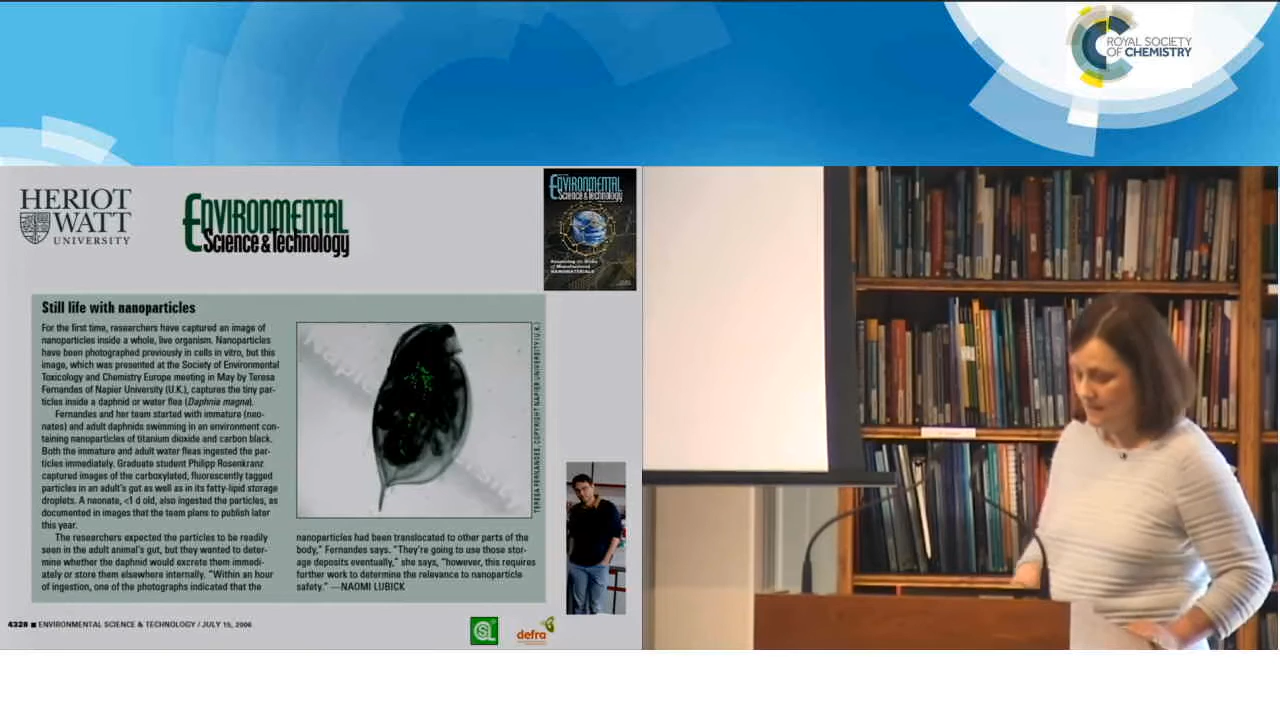 ROYAL SOCIETY
OF CHEMISTRY
HERIOT
WATT
UNIVERSITY
ENVIRONMENTAL
Science & Technology
ENVIRONMENTAL
Science & Technology
NANOMATERIALS
Still life with nanoparticles
For the first time, researchers have captured an image of
nanoparticles inside a whole, live organism. Nanoparticles
have been photographed previously in cells in vitro, but this
image, which was presented at the Society of Environmental
Toxicology and Chemistry Europe meeting in May by Teresa
Fernandes of Napier University (U.K.), captures the tiny par-
ticles inside a daphnid or water flea (Daphnia magna).
Fernandes and her team started with immature (neo-
nates) and adult daphnids swimming in an environment con-
taining nanoparticles of titanium dioxide and carbon black.
Both the immature and adult water fleas ingested the par-
ticles immediately. Graduate student Philipp Rosenkranz
captured images of the carboxylated, fluorescently tagged
particles in an adult's gut as well as in its fatty-lipid storage
droplets. A neonate, <1 d old, also ingested the particles, as
documented in images that the team plans to publish later
this year.
The researchers expected the particles to be readily
seen in the adult animal's gut, but they wanted to deter-
mine whether the daphnid would excrete them immedi-
ately or store them elsewhere internally. "Within an hour
of ingestion, one of the photographs indicated that the
TERESA FERNANDES, COPYRIGHT NAPIER UNIVERSITY (U.K.)
nanoparticles had been translocated to other parts of the
body," Fernandes says. "They're going to use those stor-
age deposits eventually," she says, "however, this requires
further work to determine the relevance to nanoparticle
safety." —NAOMI LUBICK
4328 ■ ENVIRONMENTAL SCIENCE & TECHNOLOGY / JULY 15, 2006
CSL
defra